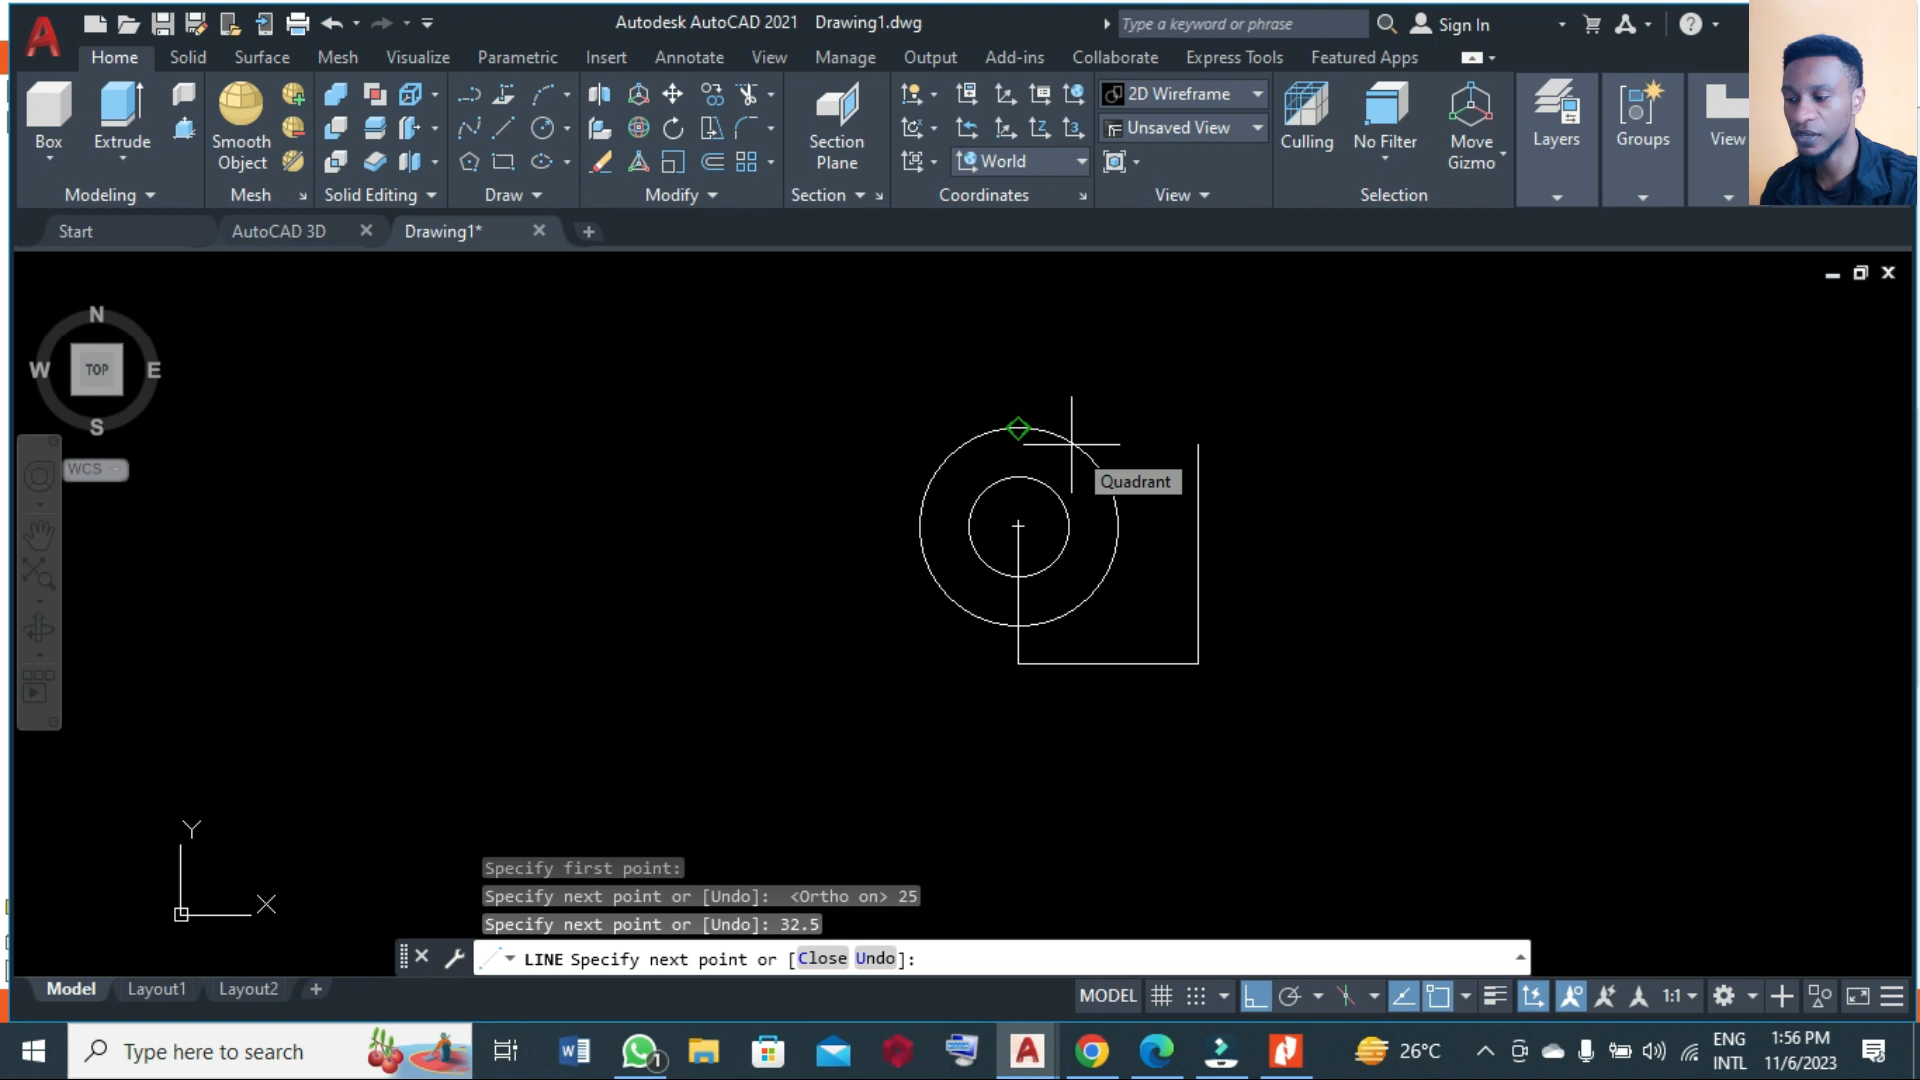 Autodesk AutoCAD 2021 Drawing1.dwg
Type a keyword or phrase
Sign In
Home Solid Surface Mesh Visualize Parametric Insert Annotate View Manage Output Add-ins Collaborate Express Tools Featured Apps
Box
Extrude
Smooth
Object
Section
Plane
2D Wireframe
Unsaved View
World
Culling
No Filter
Move
Gizmo
Layers
Groups
View
Modeling
Mesh
Solid Editing
Draw
Modify
Section
Coordinates
View
Selection
Start
AutoCAD 3D
Drawing1*
N
W
TOP
E
S
WCS
Quadrant
Y
X
Specify first point:
Specify next point or [Undo]: <Ortho on> 25
Specify next point or [Undo]: 32.5
LINE Specify next point or [Close Undo]:
Model Layout1 Layout2
MODEL
1:1
Type here to search
1
26°C
ENG
INTL
1:56 PM
11/6/2023